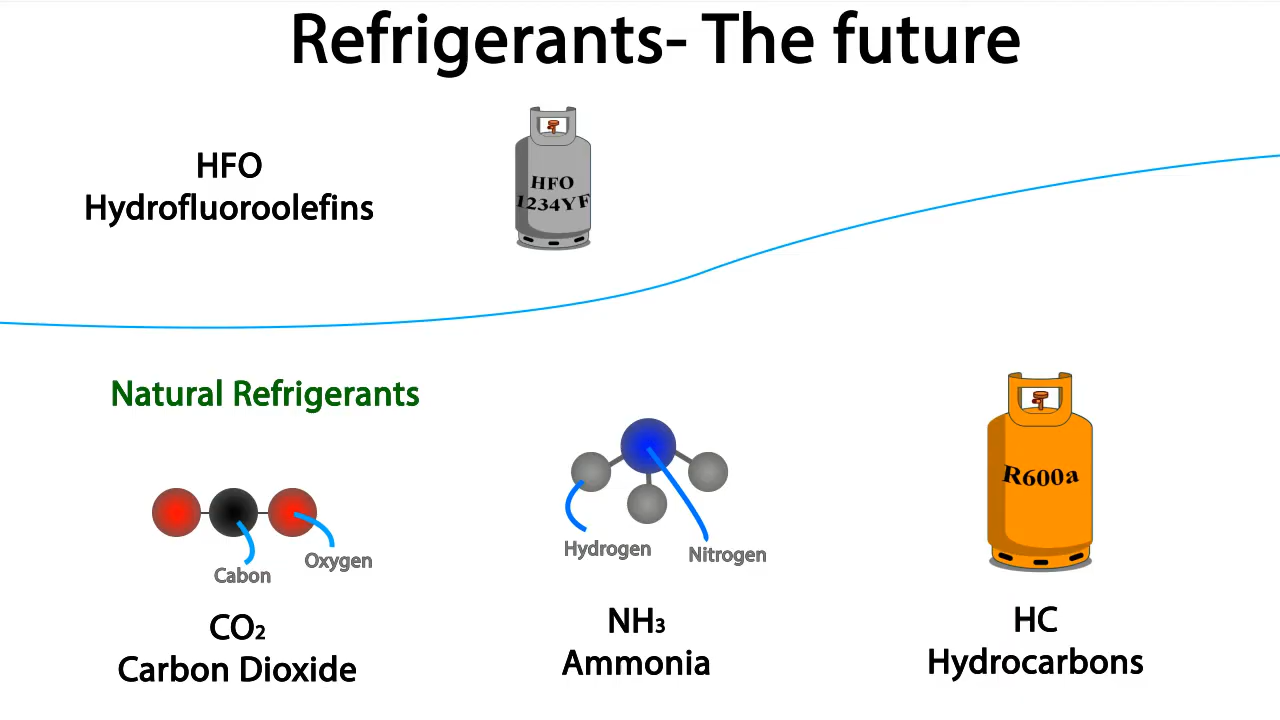 Refrigerants- The future
HFO
Hydrofluoroolefins
HFO
1234YF
Natural Refrigerants
Cabon
Oxygen
CO₂
Carbon Dioxide
Hydrogen
Nitrogen
NH₃
Ammonia
R600a
HC
Hydrocarbons